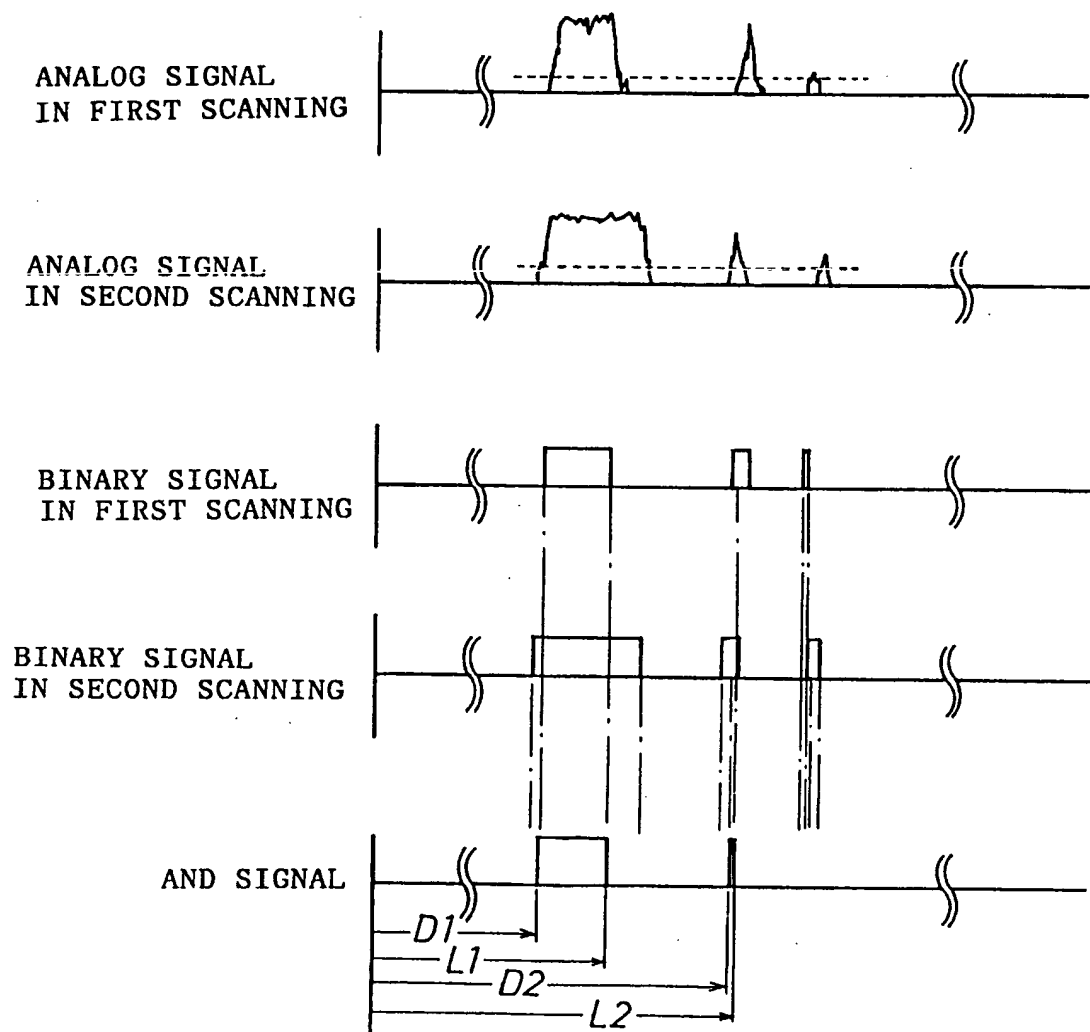 ANALOG SIGNAL
IN FIRST SCANNING
ANALOG SIGNAL
IN SECOND SCANNING
BINARY SIGNAL
IN FIRST SCANNING
BINARY SIGNAL
IN SECOND SCANNING
AND SIGNAL
D1
L1
D2
L2